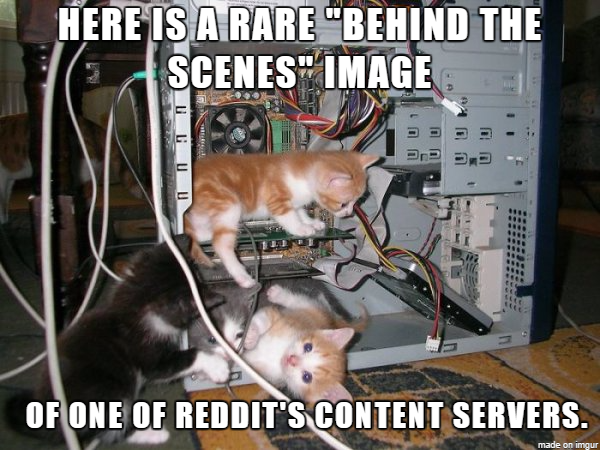 HERE IS A RARE "BEHIND THE
SCENES" IMAGE
OF ONE OF REDDIT'S CONTENT SERVERS.
made on imgur